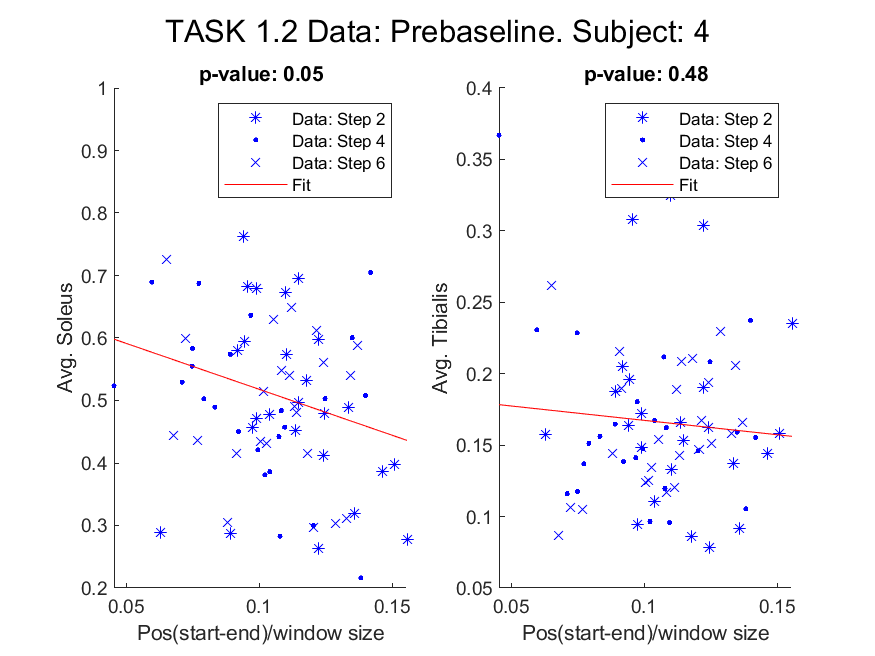 TASK 1.2 Data: Prebaseline. Subject: 4
p-value: 0.05
1
0.9
0.8
0.7
0.6
0.5
0.4
0.3
0.2
Avg. Soleus
Data: Step 2
Data: Step 4
Data: Step 6
Fit
0.05 0.1 0.15
Pos(start-end)/window size
p-value: 0.48
0.4
0.35
0.3
0.25
0.2
0.15
0.1
0.05
Avg. Tibialis
Data: Step 2
Data: Step 4
Data: Step 6
Fit
0.05 0.1 0.15
Pos(start-end)/window size